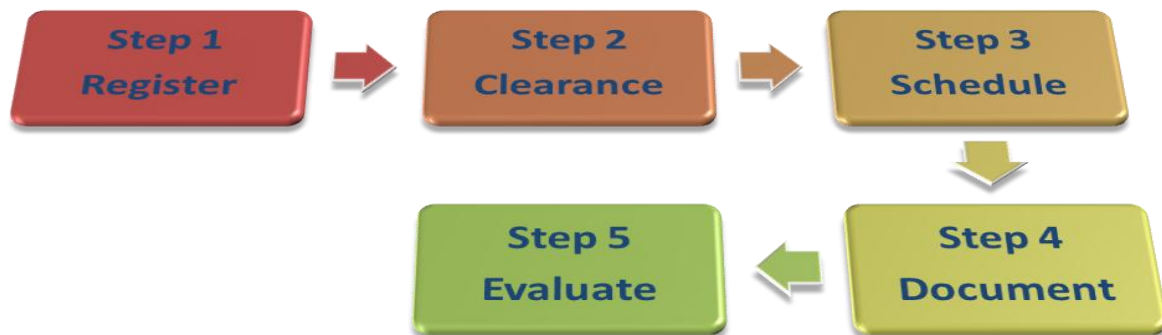 Step 1
Register
Step 2
Clearance
Step 3
Schedule
Step 4
Document
Step 5
Evaluate